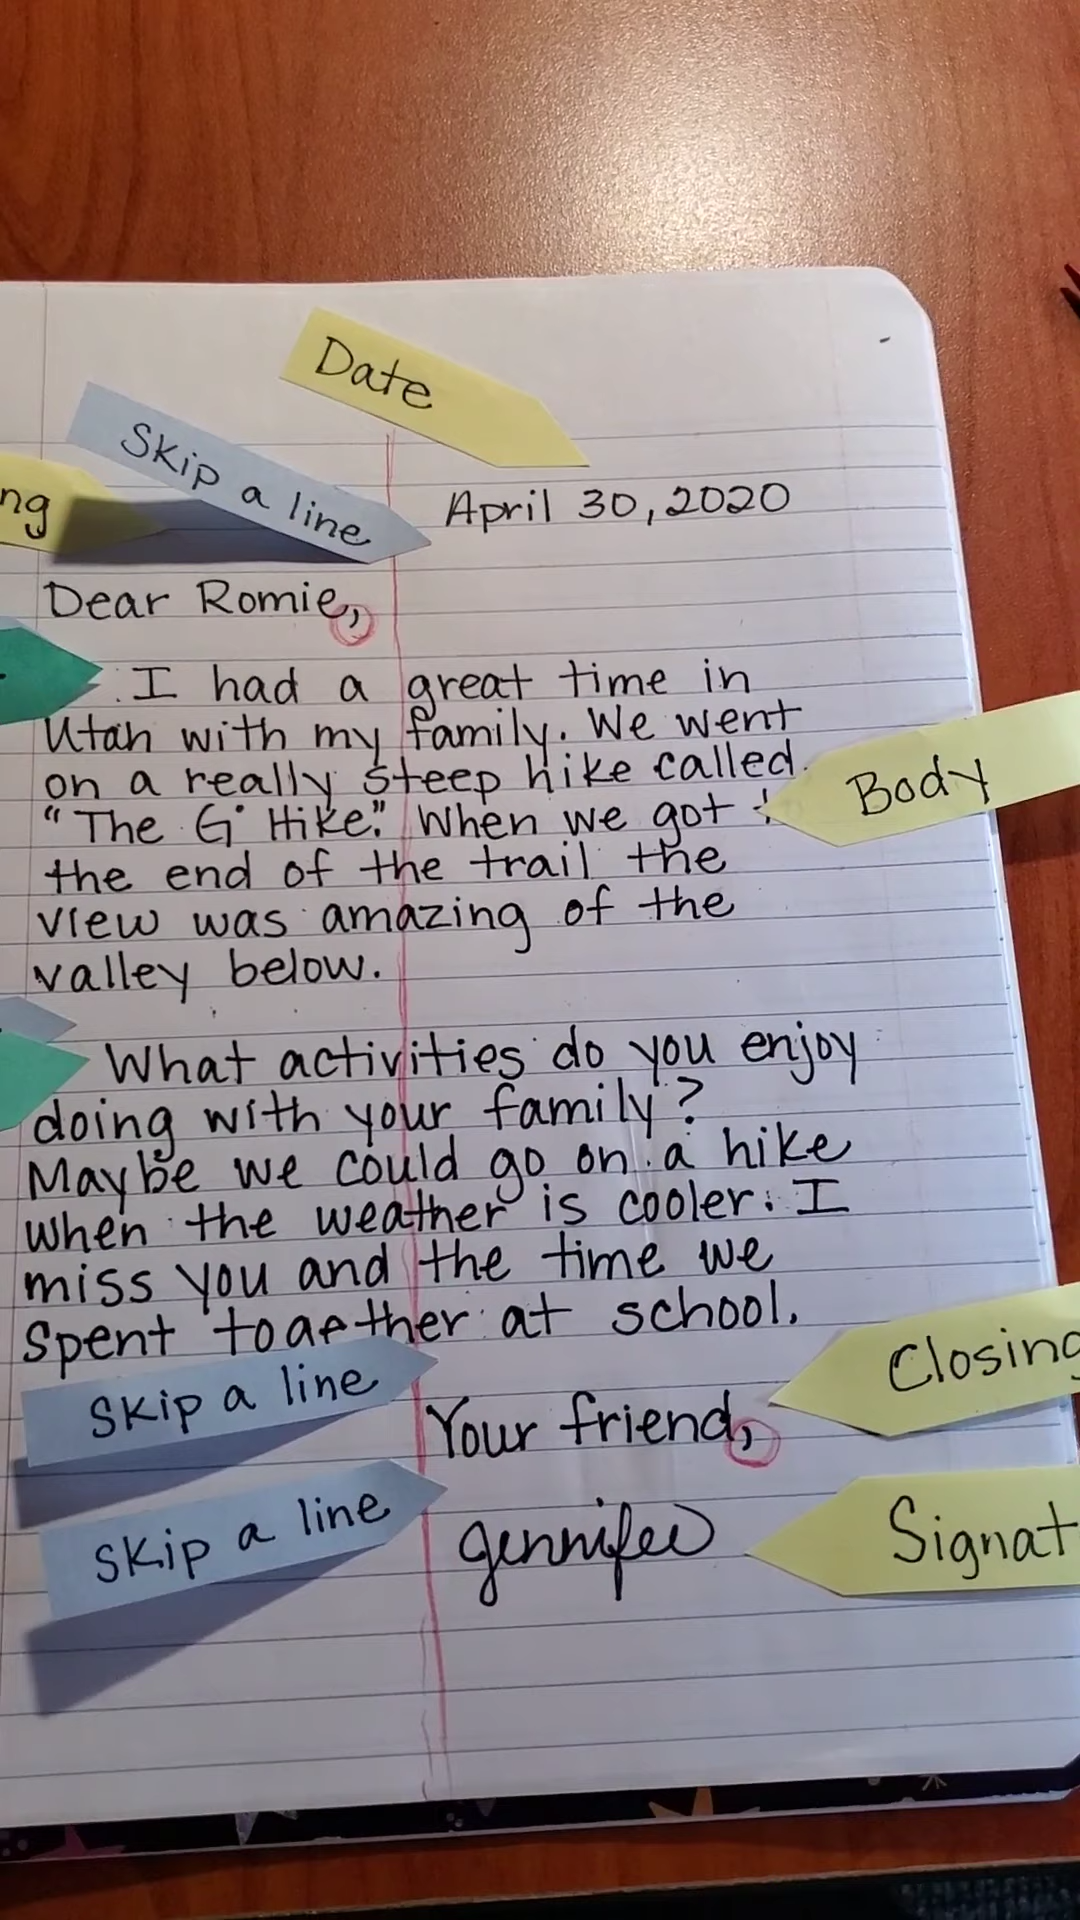 Date
Skip a line
ng
April 30, 2020
Dear Romie,
I had a great time in
Utah with my family. We went
on a really steep hike called
"The G Hike." When we got
the end of the trail the
view was amazing of the
valley below.
Body
What activities do you enjoy
doing with your family?
Maybe we could go on a hike
when the weather is cooler. I
miss you and the time we
spent together at school.
Closing
Skip a line
Your friend,
Skip a line
Jennifer
Signat